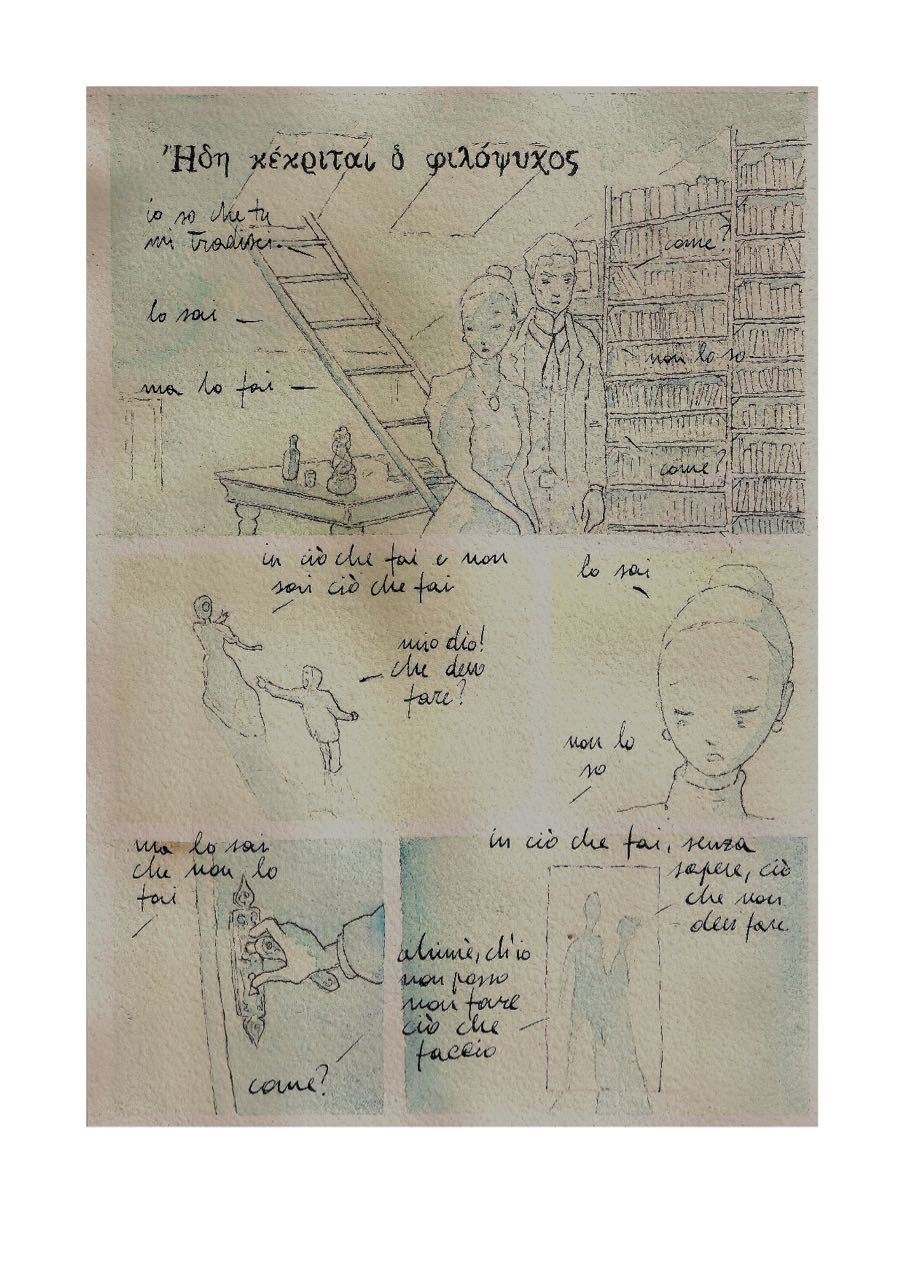 Ἤδη κέκριται ὁ φιλόψυχος
io so che tu
mi tradisci.
come?
lo sai
non lo so
ma lo fai
come?
in ciò che fai e non
sai ciò che fai
mio dio!
che devo
fare?
lo sai
non lo
so
ma lo sai
che non lo
fai
come?
in ciò che fai, senza
sapere, ciò
che non
devi fare
ahimè, ch'io
non posso
non fare
ciò che
faccio